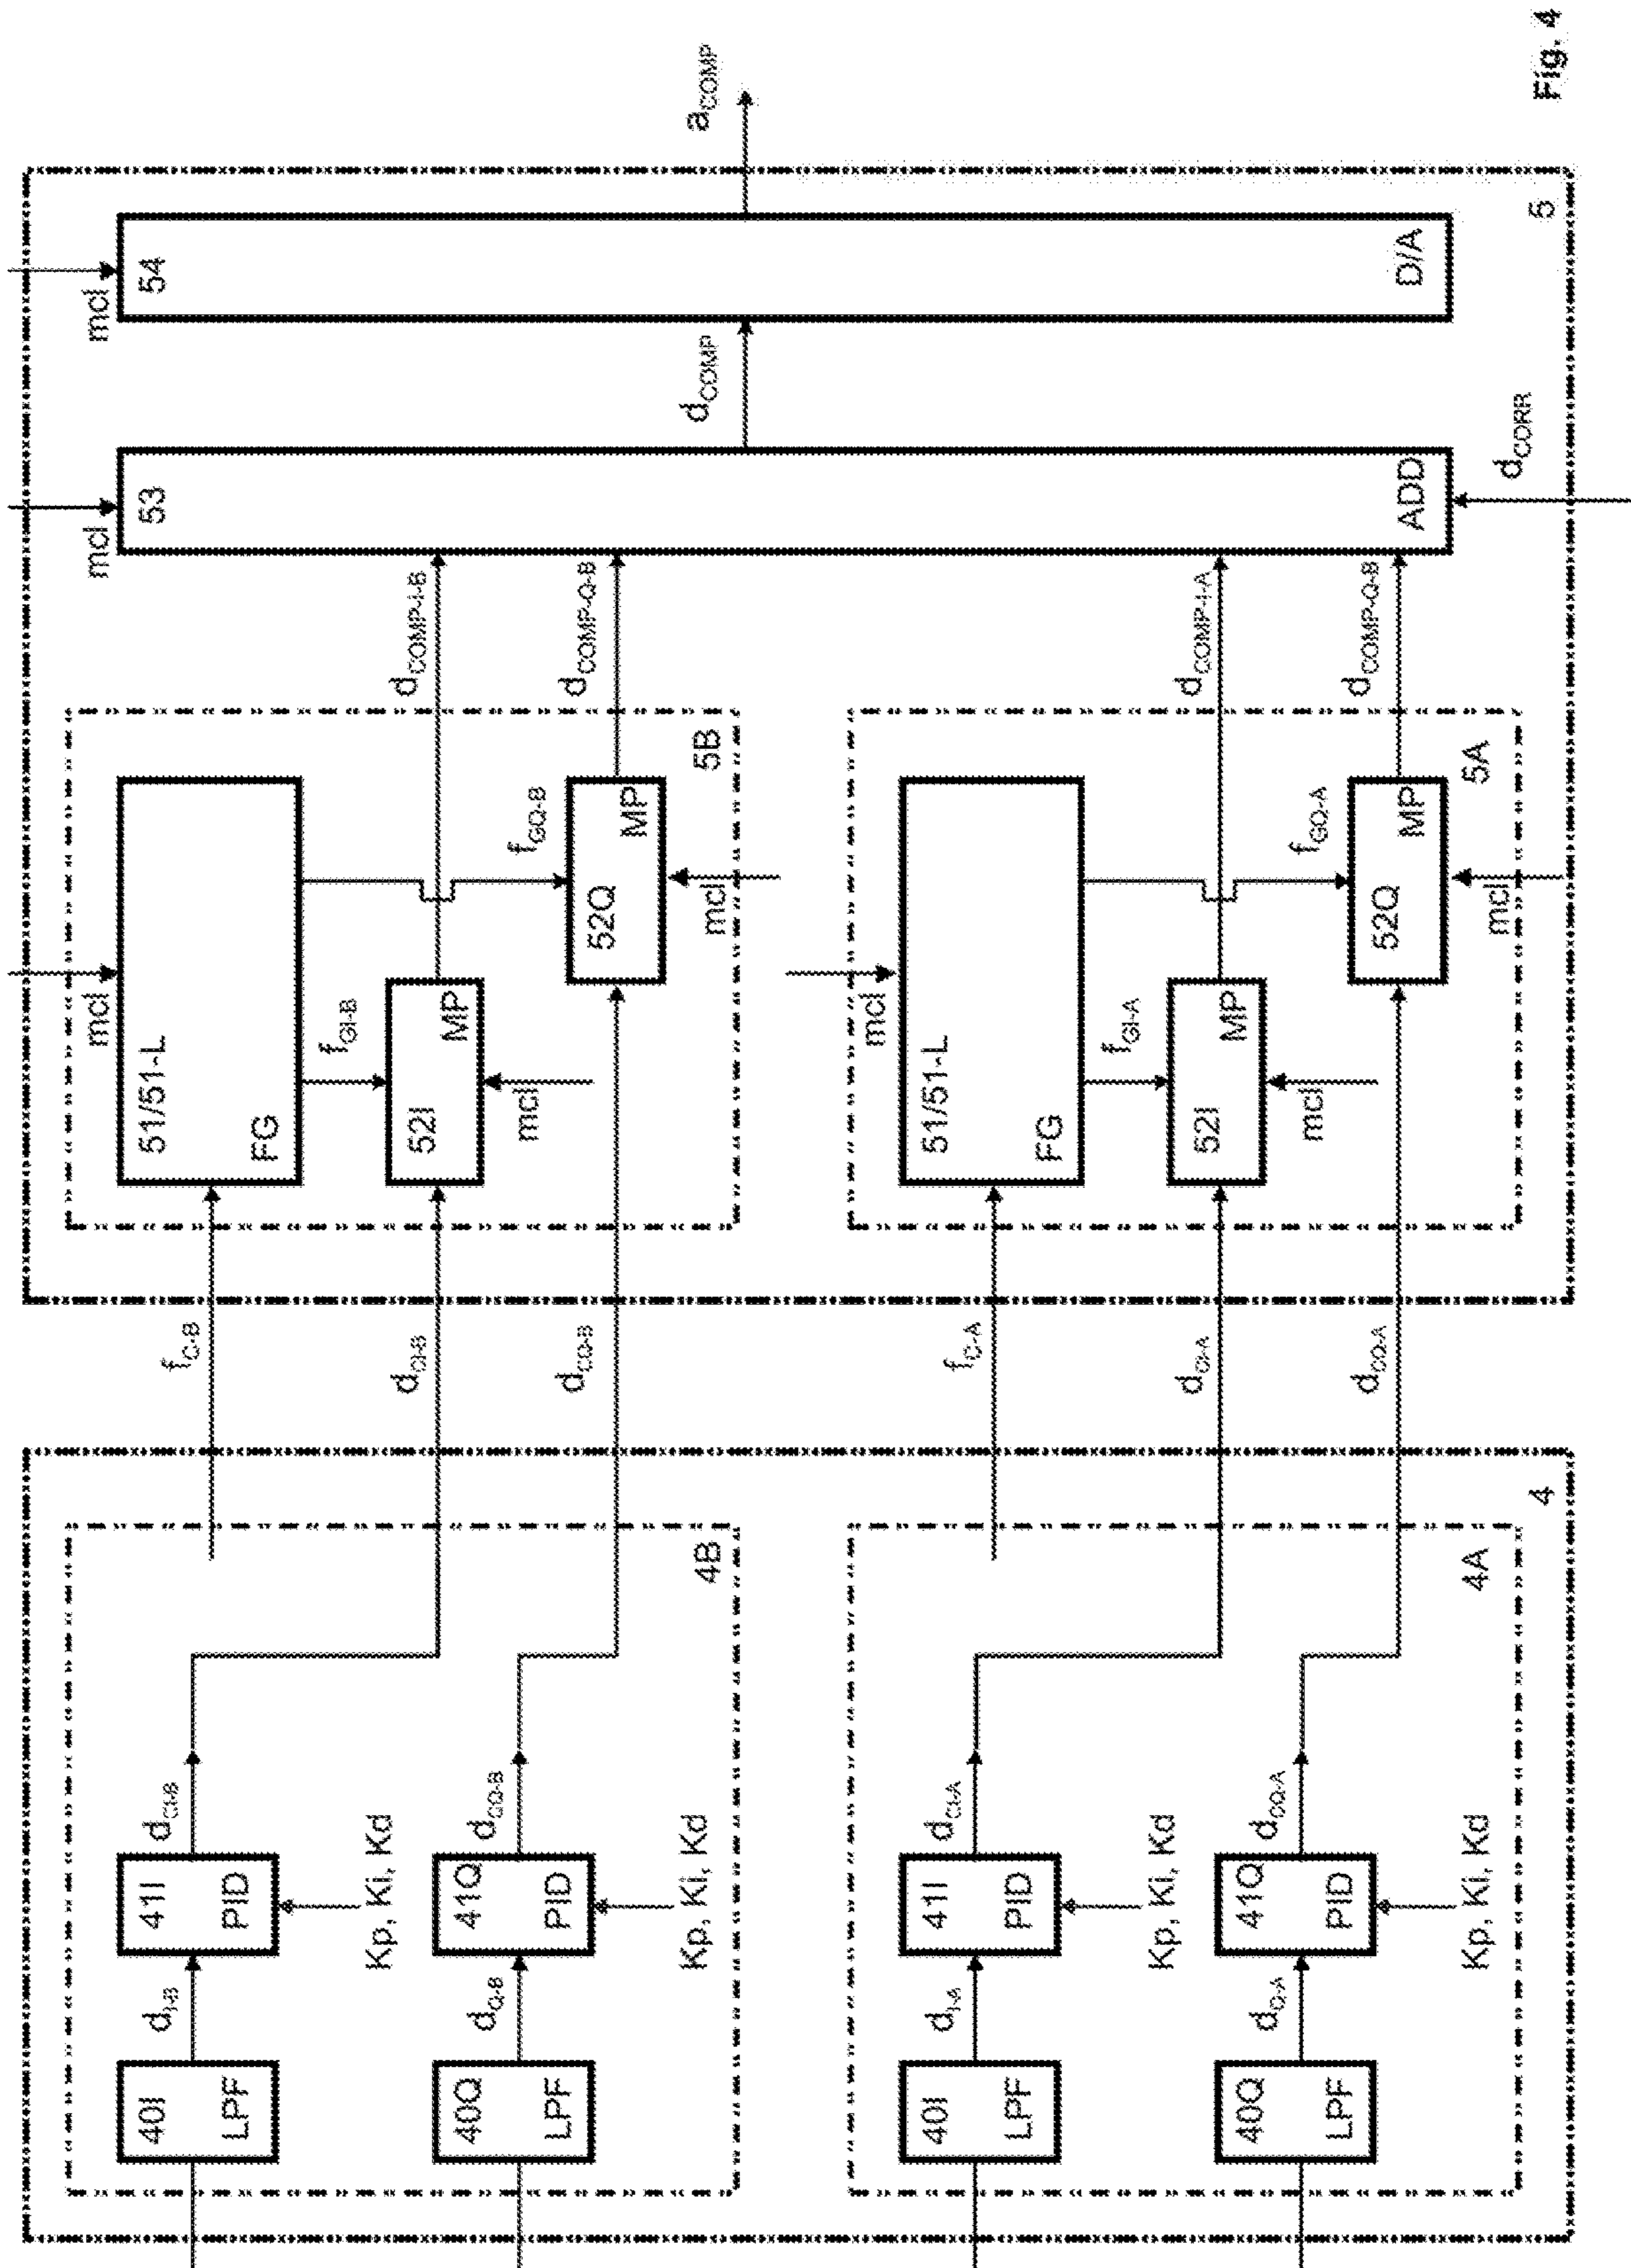 4B
40I
LPF
d_I-B
41I
PID
Kp, Ki, Kd
d_CI-B
40Q
LPF
d_Q-B
41Q
PID
Kp, Ki, Kd
d_CQ-B
4A
40I
LPF
d_I-A
41I
PID
Kp, Ki, Kd
d_CI-A
40Q
LPF
d_Q-A
41Q
PID
Kp, Ki, Kd
d_CQ-A
4
f_C-B
d_CI-B
d_CQ-B
f_C-A
d_CI-A
d_CQ-A
mcl
51/51-L
FG
f_GI-B
f_GQ-B
52I
MP
mcl
52Q
MP
mcl
5B
d_COMP-I-B
d_COMP-Q-B
mcl
51/51-L
FG
f_GI-A
f_GQ-A
52I
MP
mcl
52Q
MP
mcl
5A
d_COMP-I-A
d_COMP-Q-B
mcl
53
ADD
d_CORR
d_COMP
mcl
54
D/A
5
a_COMP
Fig. 4